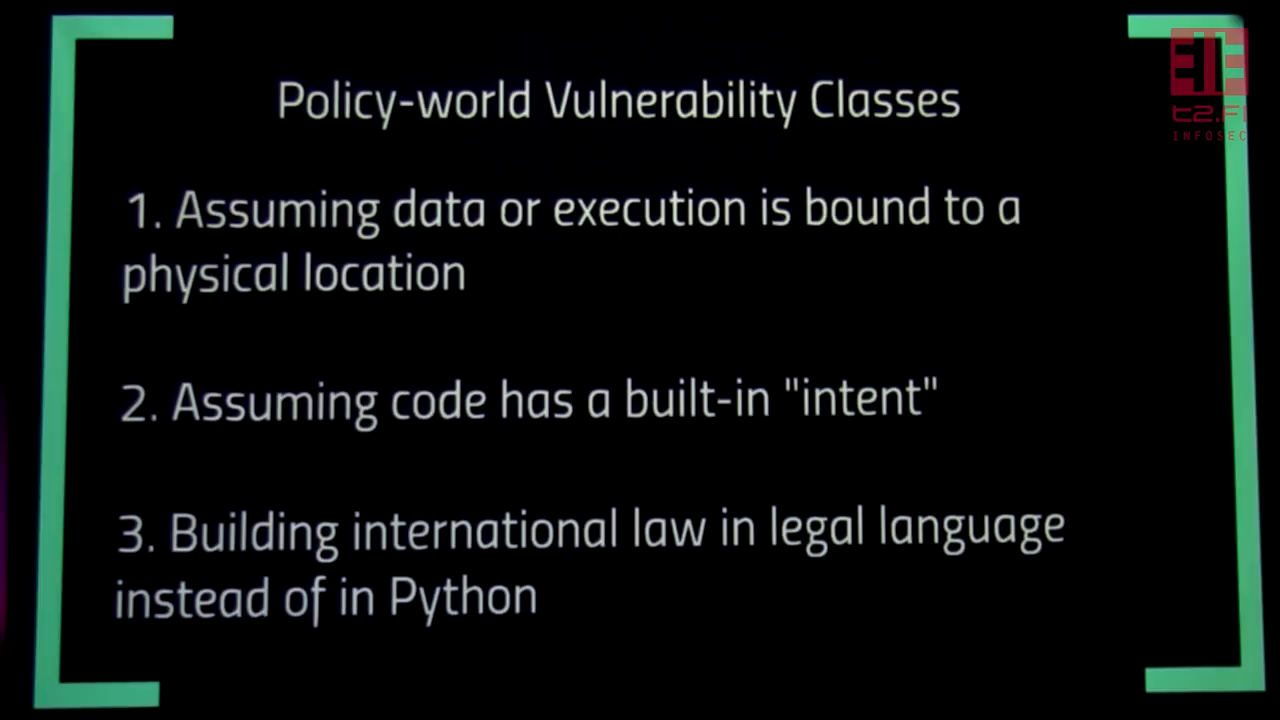 Policy-world Vulnerability Classes
1. Assuming data or execution is bound to a
physical location
2. Assuming code has a built-in "intent"
3. Building international law in legal language
instead of in Python
t2.fi
INFOSEC